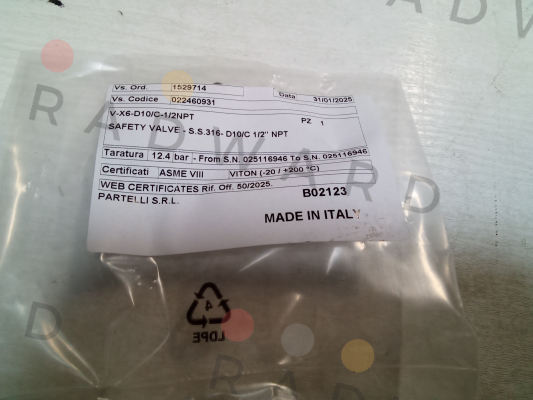 Vs. Ord. 1529714 Data 31/01/2025
Vs. Codice 022460931
V-X6-D10/C-1/2NPT PZ 1
SAFETY VALVE - S.S.316- D10/C 1/2" NPT
Taratura 12.4 bar - From S.N. 025116946 To S.N. 025116946
Certificati ASME VIII VITON (-20 / +200 °C)
WEB CERTIFICATES Rif. Off. 50/2025. B02123
PARTELLI S.R.L.
MADE IN ITALY
4
LDPE
RADWARD
RADWARD